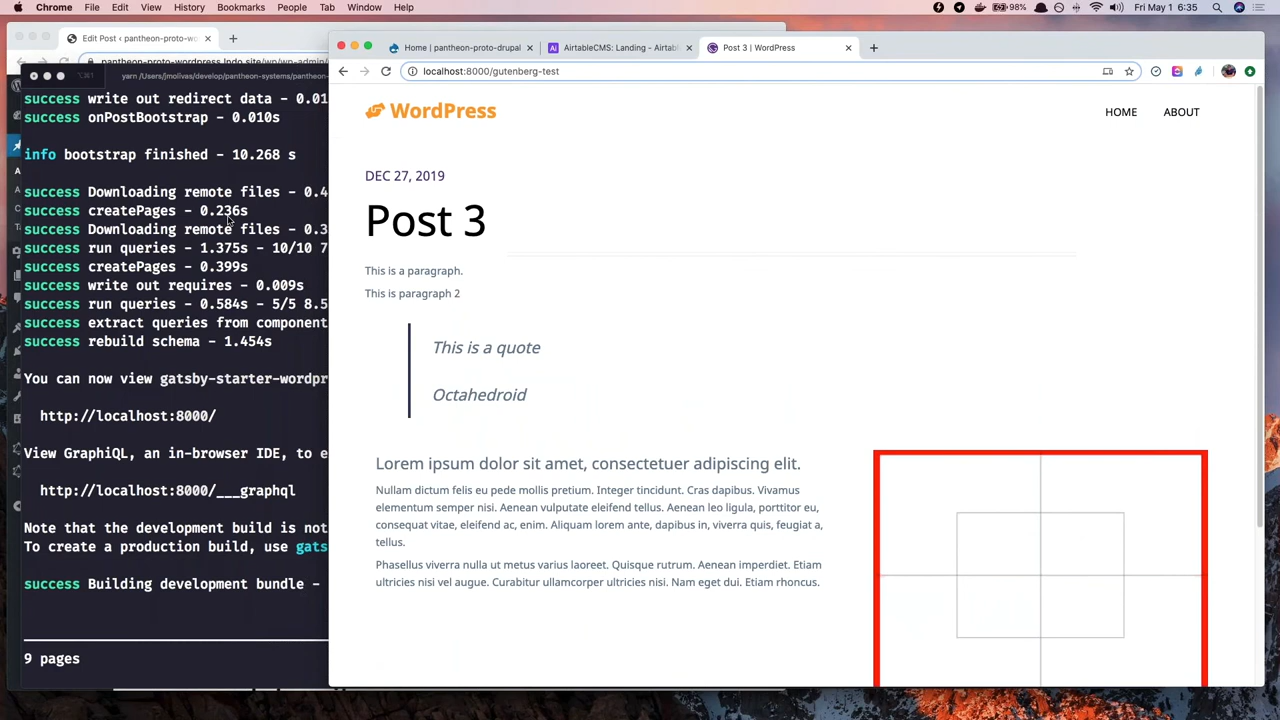 Chrome File Edit View History Bookmarks People Tab Window Help
98% Fri May 1 6:35
Edit Post ‹ pantheon-proto-wo
yarn /Users/jmolivas/develop/pantheon-systems/pantheon-
success write out redirect data - 0.01
success onPostBootstrap - 0.010s
info bootstrap finished - 10.268 s
success Downloading remote files - 0.4
success createPages - 0.236s
success Downloading remote files - 0.3
success run queries - 1.375s - 10/10 7
success createPages - 0.399s
success write out requires - 0.009s
success run queries - 0.584s - 5/5 8.5
success extract queries from component
success rebuild schema - 1.454s
You can now view gatsby-starter-wordpr
http://localhost:8000/
View GraphiQL, an in-browser IDE, to e
http://localhost:8000/___graphql
Note that the development build is not
To create a production build, use gats
success Building development bundle -
9 pages
Home | pantheon-proto-drupal
AirtableCMS: Landing - Airtabl
Post 3 | WordPress
localhost:8000/gutenberg-test
WordPress
HOME ABOUT
DEC 27, 2019
Post 3
This is a paragraph.
This is paragraph 2
This is a quote
Octahedroid
Lorem ipsum dolor sit amet, consectetuer adipiscing elit.
Nullam dictum felis eu pede mollis pretium. Integer tincidunt. Cras dapibus. Vivamus
elementum semper nisi. Aenean vulputate eleifend tellus. Aenean leo ligula, porttitor eu,
consequat vitae, eleifend ac, enim. Aliquam lorem ante, dapibus in, viverra quis, feugiat a,
tellus.
Phasellus viverra nulla ut metus varius laoreet. Quisque rutrum. Aenean imperdiet. Etiam
ultricies nisi vel augue. Curabitur ullamcorper ultricies nisi. Nam eget dui. Etiam rhoncus.